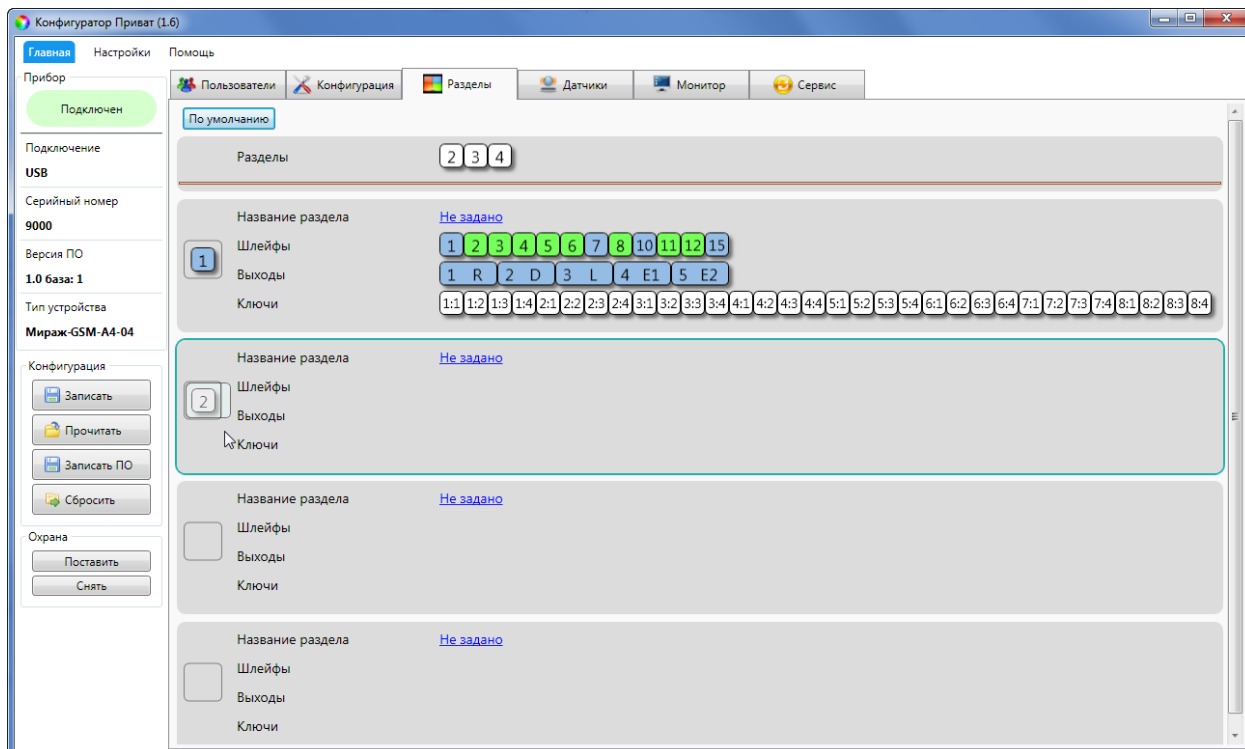 Конфигуратор Приват (1.6)
Главная Настройки Помощь
Прибор
Подключен
Подключение
USB
Серийный номер
9000
Версия ПО
1.0 база: 1
Тип устройства
Мираж-GSM-A4-04
Конфигурация
Записать
Прочитать
Записать ПО
Сбросить
Охрана
Поставить
Снять
Пользователи Конфигурация Разделы Датчики Монитор Сервис
По умолчанию
Разделы 2 3 4
Название раздела Не задано
1
Шлейфы 1 2 3 4 5 6 7 8 10 11 12 15
Выходы 1 R 2 D 3 L 4 E1 5 E2
Ключи 1:1 1:2 1:3 1:4 2:1 2:2 2:3 2:4 3:1 3:2 3:3 3:4 4:1 4:2 4:3 4:4 5:1 5:2 5:3 5:4 6:1 6:2 6:3 6:4 7:1 7:2 7:3 7:4 8:1 8:2 8:3 8:4
Название раздела Не задано
2
Шлейфы
Выходы
Ключи
Название раздела Не задано
Шлейфы
Выходы
Ключи
Название раздела Не задано
Шлейфы
Выходы
Ключи